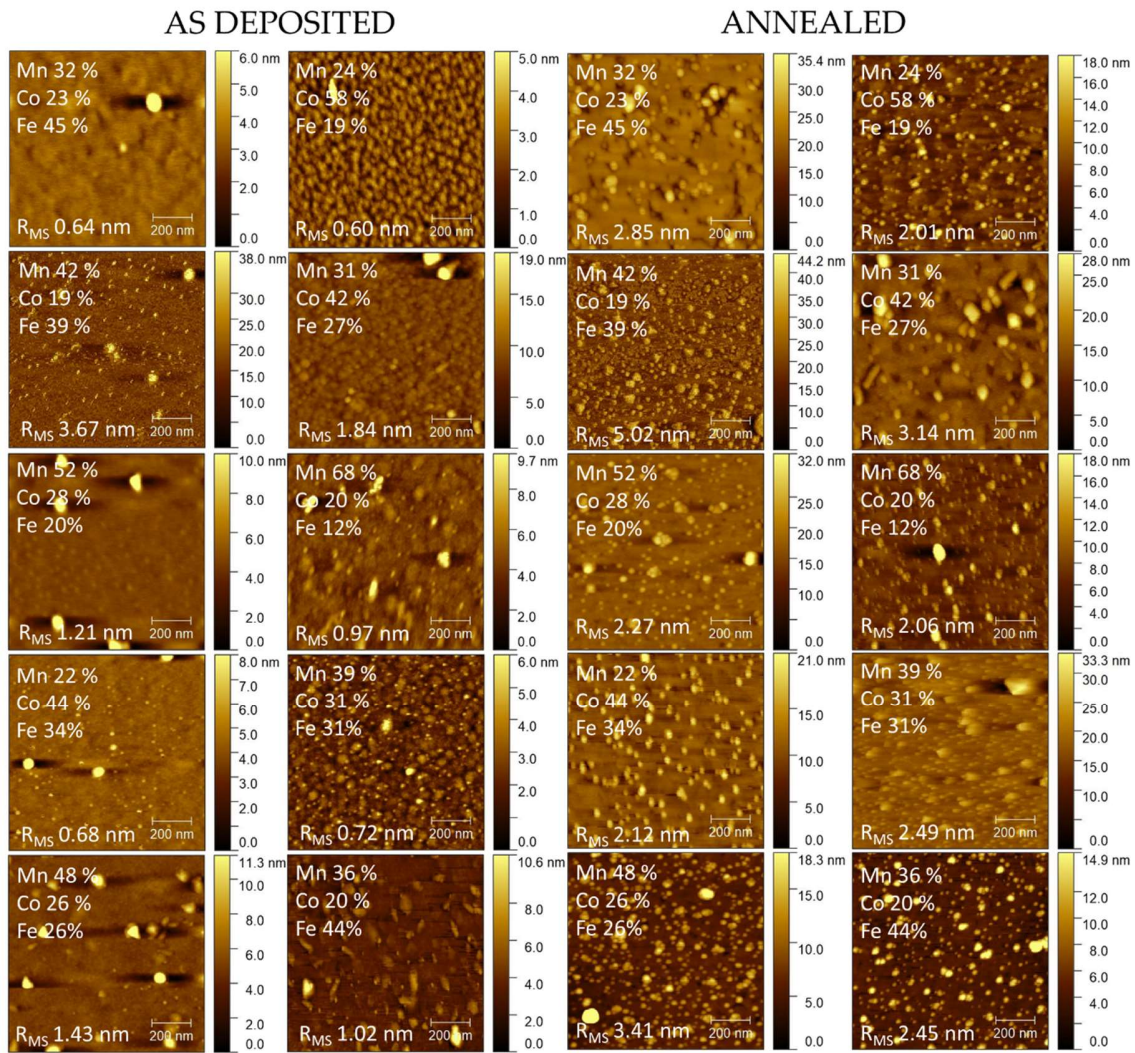 AS DEPOSITED
ANNEALED
Mn 32 %
Co 23 %
Fe 45 %
RMS 0.64 nm
200 nm
6.0 nm
5.0
4.0
3.0
2.0
0.0
Mn 24 %
Co 58 %
Fe 19 %
RMS 0.60 nm
200 nm
5.0 nm
4.0
3.0
2.0
1.0
0.0
Mn 32 %
Co 23 %
Fe 45 %
RMS 2.85 nm
200 nm
35.4 nm
30.0
25.0
20.0
15.0
10.0
0.0
Mn 24 %
Co 58 %
Fe 19 %
RMS 2.01 nm
200 nm
18.0 nm
16.0
14.0
12.0
10.0
8.0
6.0
4.0
0.0
Mn 42 %
Co 19 %
Fe 39 %
RMS 3.67 nm
200 nm
38.0 nm
30.0
25.0
20.0
15.0
10.0
0.0
Mn 31 %
Co 42 %
Fe 27%
RMS 1.84 nm
200 nm
19.0 nm
15.0
10.0
5.0
0.0
Mn 42 %
Co 19 %
Fe 39 %
RMS 5.02 nm
200 nm
44.2 nm
40.0
35.0
30.0
25.0
20.0
15.0
10.0
0.0
Mn 31 %
Co 42 %
Fe 27%
RMS 3.14 nm
200 nm
28.0 nm
20.0
15.0
10.0
5.0
0.0
Mn 52 %
Co 28 %
Fe 20%
RMS 1.21 nm
200 nm
10.0 nm
8.0
6.0
4.0
2.0
0.0
Mn 68 %
Co 20 %
Fe 12%
RMS 0.97 nm
200 nm
9.7 nm
8.0
6.0
4.0
2.0
0.0
Mn 52 %
Co 28 %
Fe 20%
RMS 2.27 nm
200 nm
32.0 nm
25.0
20.0
15.0
10.0
0.0
Mn 68 %
Co 20 %
Fe 12%
RMS 2.06 nm
200 nm
18.0 nm
14.0
12.0
10.0
8.0
6.0
4.0
0.0
Mn 22 %
Co 44 %
Fe 34%
RMS 0.68 nm
200 nm
8.0 nm
7.0
6.0
5.0
4.0
3.0
2.0
0.0
Mn 39 %
Co 31 %
Fe 31%
RMS 0.72 nm
200 nm
6.0 nm
5.0
4.0
3.0
2.0
0.0
Mn 22 %
Co 44 %
Fe 34%
RMS 2.12 nm
200 nm
21.0 nm
15.0
10.0
5.0
0.0
Mn 39 %
Co 31 %
Fe 31%
RMS 2.49 nm
200 nm
33.3 nm
30.0
25.0
20.0
15.0
10.0
0.0
Mn 48 %
Co 26 %
Fe 26%
RMS 1.43 nm
200 nm
11.3 nm
10.0
8.0
6.0
4.0
2.0
0.0
Mn 36 %
Co 20 %
Fe 44%
RMS 1.02 nm
200 nm
10.6 nm
8.0
6.0
4.0
2.0
0.0
Mn 48 %
Co 26 %
Fe 26%
RMS 3.41 nm
200 nm
18.3 nm
15.0
10.0
5.0
0.0
Mn 36 %
Co 20 %
Fe 44%
RMS 2.45 nm
200 nm
14.9 nm
12.0
10.0
8.0
6.0
4.0
2.0
0.0